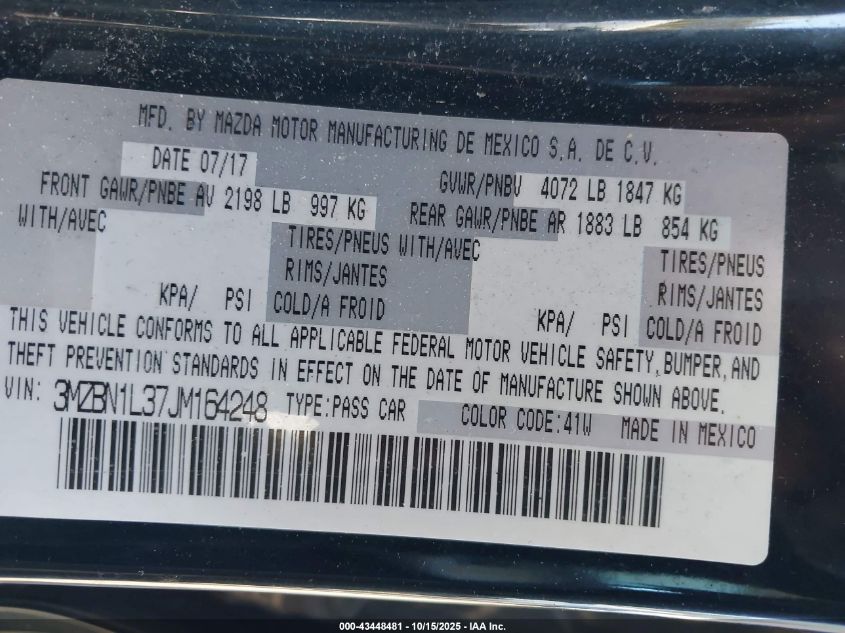 MFD. BY MAZDA MOTOR MANUFACTURING DE MEXICO S.A. DE C.V.
DATE 07/17 GVWR/PNBV 4072 LB 1847 KG
FRONT GAWR/PNBE AV 2198 LB 997 KG REAR GAWR/PNBE AR 1883 LB 854 KG
WITH/AVEC TIRES/PNEUS WITH/AVEC TIRES/PNEUS
RIMS/JANTES RIMS/JANTES
KPA/ PSI COLD/A FROID KPA/ PSI COLD/A FROID
THIS VEHICLE CONFORMS TO ALL APPLICABLE FEDERAL MOTOR VEHICLE SAFETY,BUMPER,AND
THEFT PREVENTION STANDARDS IN EFFECT ON THE DATE OF MANUFACTURE SHOWN ABOVE.
VIN: 3MZBN1L37JM164248 TYPE:PASS CAR COLOR CODE:41W MADE IN MEXICO
000-43448481 - 10/15/2025 - IAA Inc.